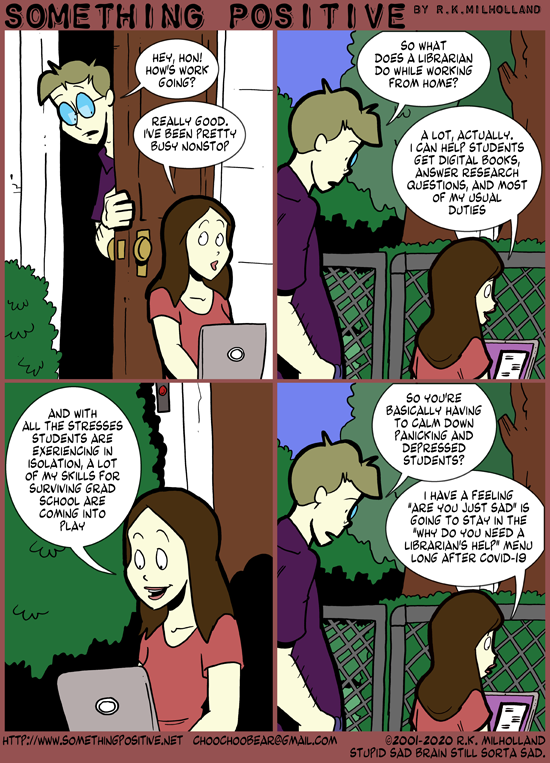 SOMETHING POSITIVE BY R.K.MILHOLLAND
HEY, HON!
HOW'S WORK
GOING?
REALLY GOOD.
I'VE BEEN PRETTY
BUSY NONSTOP
SO WHAT
DOES A LIBRARIAN
DO WHILE WORKING
FROM HOME?
A LOT, ACTUALLY.
I CAN HELP STUDENTS
GET DIGITAL BOOKS,
ANSWER RESEARCH
QUESTIONS, AND MOST
OF MY USUAL
DUTIES
AND WITH
ALL THE STRESSES
STUDENTS ARE
EXERIENCING IN
ISOLATION, A LOT
OF MY SKILLS FOR
SURVIVING GRAD
SCHOOL ARE
COMING INTO
PLAY
SO YOU'RE
BASICALLY HAVING
TO CALM DOWN
PANICKING AND
DEPRESSED
STUDENTS?
I HAVE A FEELING
"ARE YOU JUST SAD" IS
GOING TO STAY IN THE
"WHY DO YOU NEED A
LIBRARIAN'S HELP" MENU
LONG AFTER COVID-19
HTTP://WWW.SOMETHINGPOSITIVE.NET CHOOCHOOBEAR@GMAIL.COM
©2001-2020 R.K. MILHOLLAND
STUPID SAD BRAIN STILL SORTA SAD.